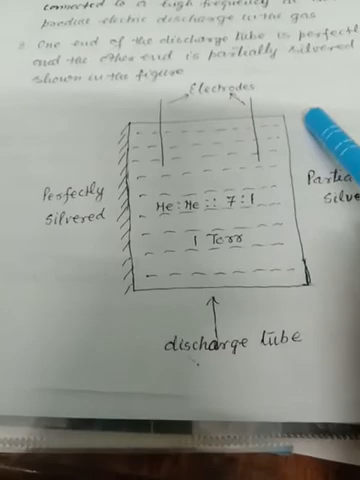 connected to a high frequency
produce electric discharge in the gas
3 One end of the discharge tube is perfectl
and the other end is partially silvered
shown in the figure
Electrodes
Perfectly
silvered
He:Ne :: 7:1
1 Torr
Partia
Silve
discharge tube